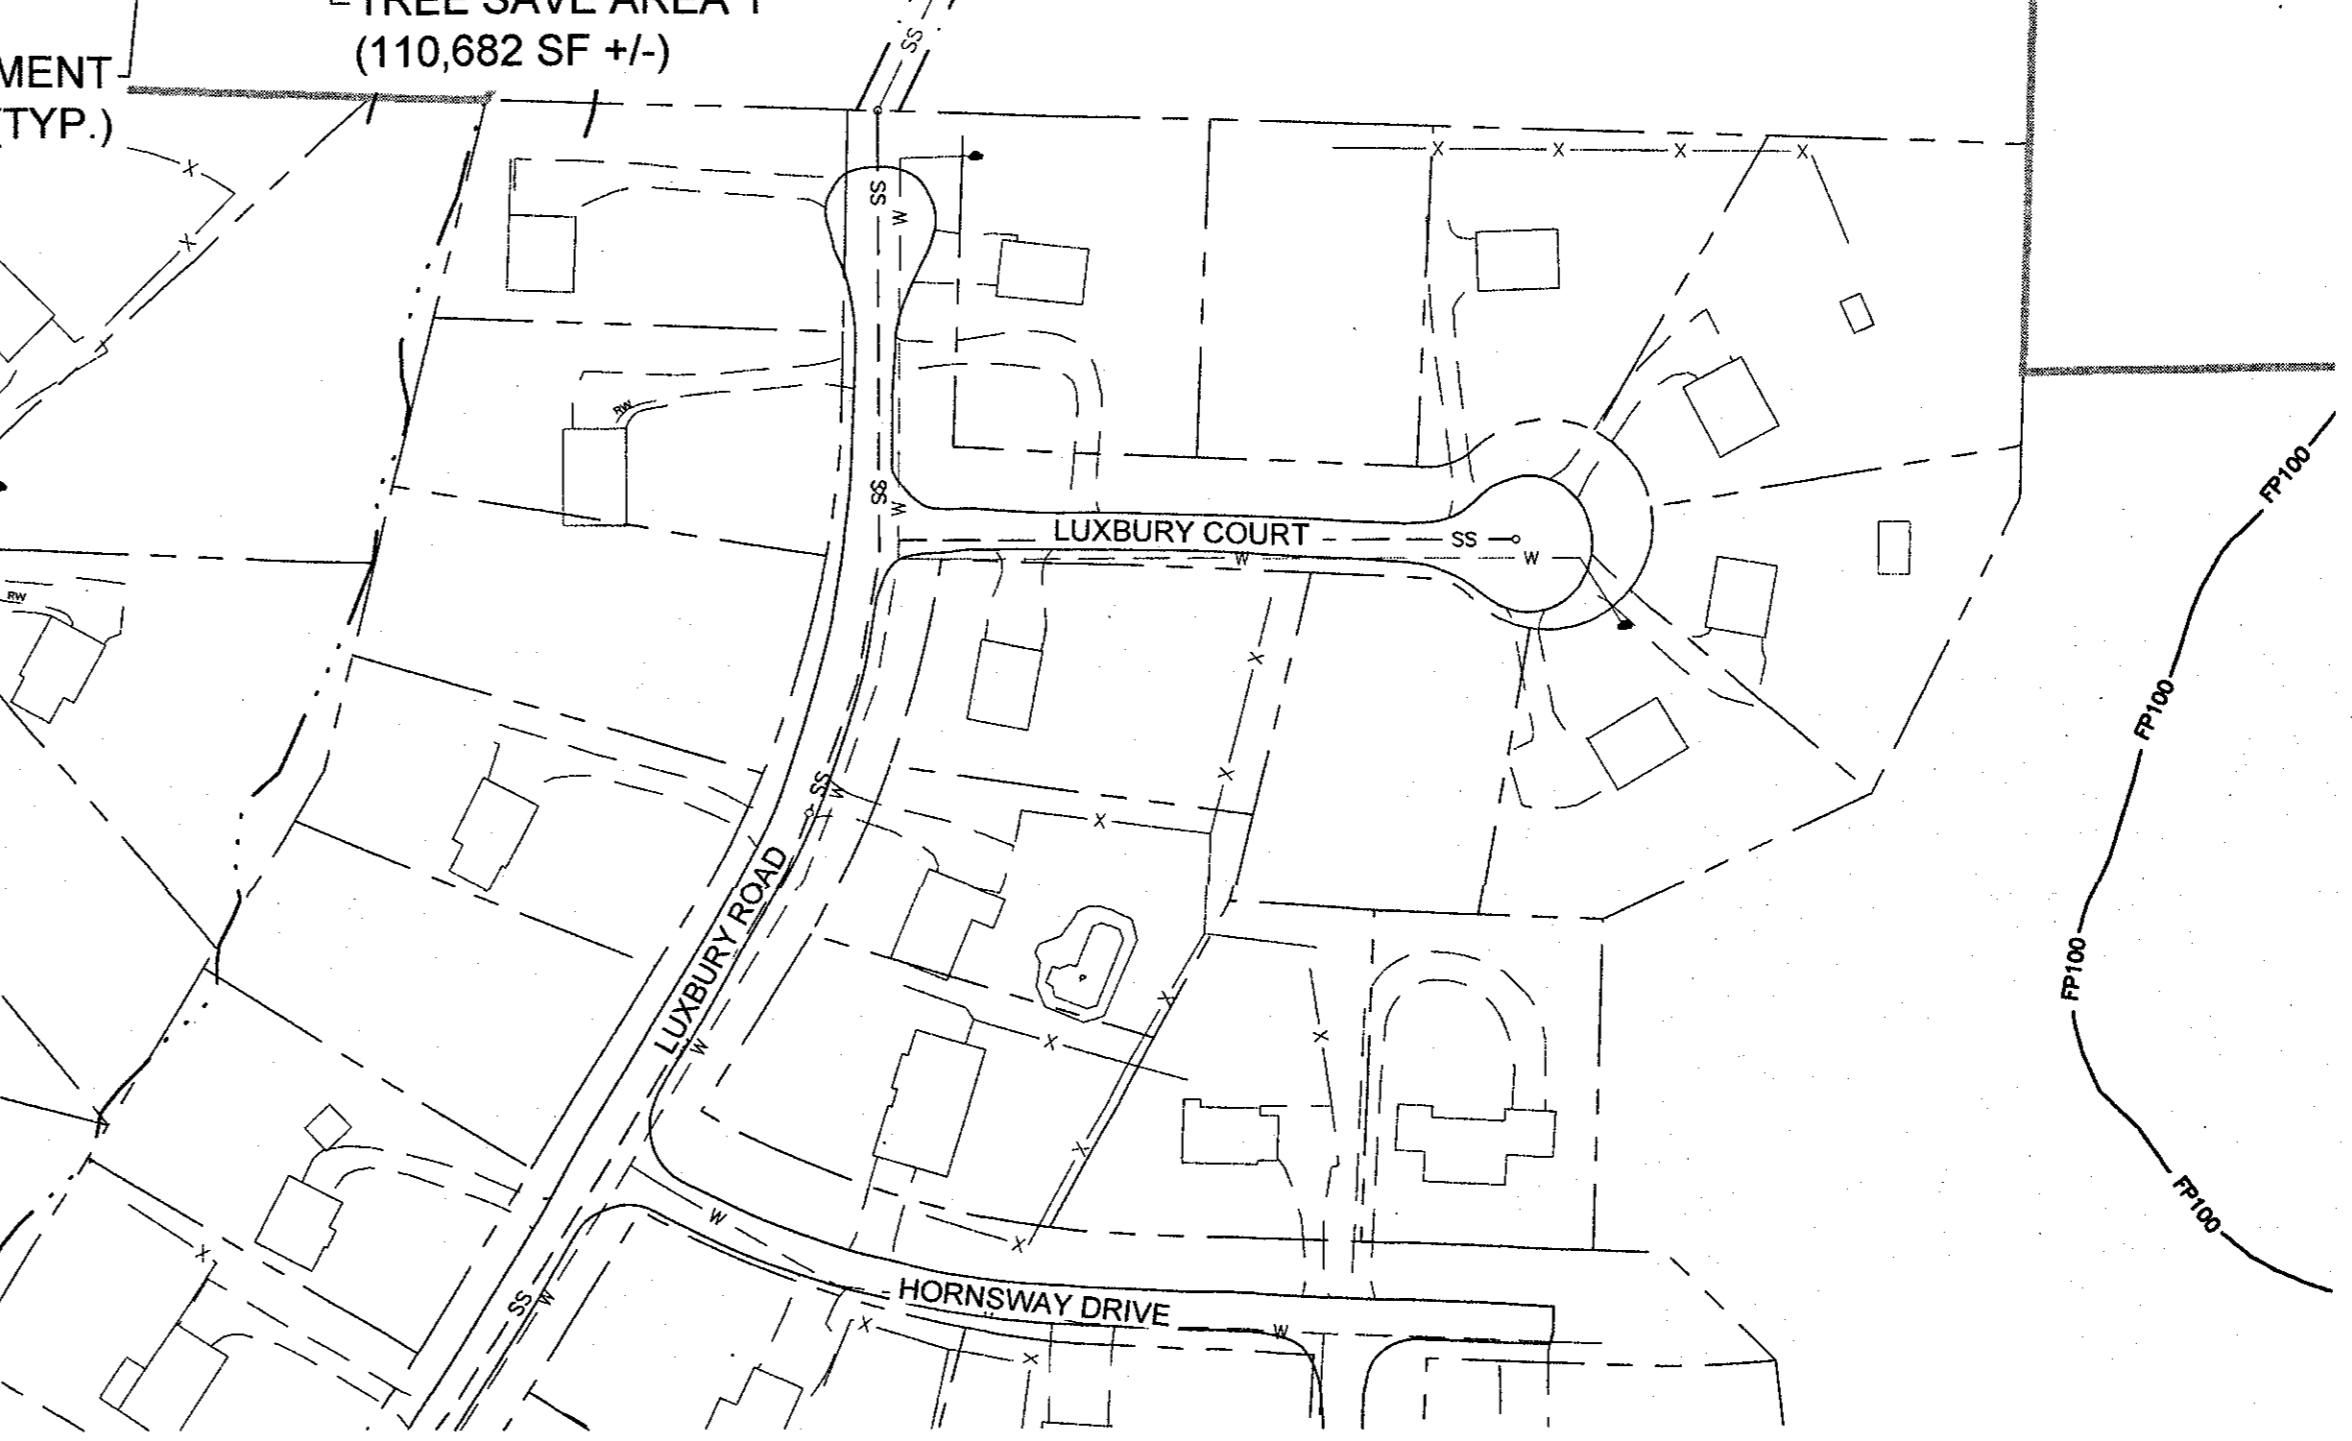 TREE SAVE AREA 1
(110,682 SF +/-)
MENT
(TYP.)
SS
X
X
X
X
X
X
SS
W
RW
SS
W
LUXBURY COURT
SS
W
W
FP100
RW
X
X
SS
W
X
FP100
LUXBURY ROAD
P
FP100
X
X
X
W
X
FP100
W
X
X
SS
W
HORNSWAY DRIVE
X
W
X